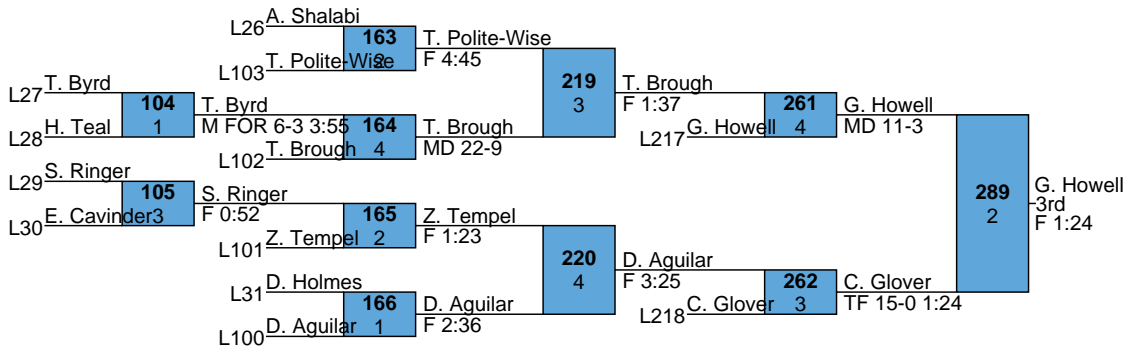 L26 A. Shalabi
163
2
L103 T. Polite-Wise
T. Polite-Wise
F 4:45
L27 T. Byrd
104
1
L28 H. Teal
T. Byrd
M FOR 6-3 3:55
164
4
L102 T. Brough
T. Brough
MD 22-9
219
3
T. Brough
F 1:37
L217 G. Howell
261
4
G. Howell
MD 11-3
L29 S. Ringer
105
3
L30 E. Cavinder
S. Ringer
F 0:52
165
2
L101 Z. Tempel
Z. Tempel
F 1:23
L31 D. Holmes
166
1
L100 D. Aguilar
D. Aguilar
F 2:36
220
4
D. Aguilar
F 3:25
L218 C. Glover
262
3
C. Glover
TF 15-0 1:24
289
2
G. Howell
3rd
F 1:24